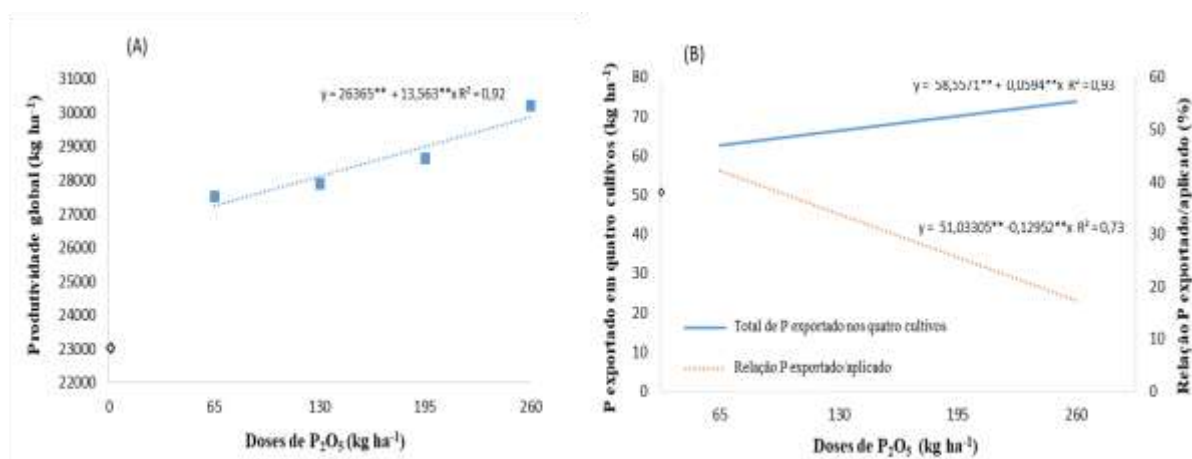 (A)
Produtividade global (kg ha⁻¹)
31000
30000
29000
28000
27000
26000
25000
24000
23000
22000
y = 26365** + 13,563**x R² = 0,92
0 65 130 195 260
Doses de P₂O₅ (kg ha⁻¹)
(B)
P exportado em quatro cultivos (kg ha⁻¹)
80
70
60
50
40
30
20
10
0
y = 58,5571** + 0,0594**x R² = 0,93
y = 51,03305** -0,12952**x R² = 0,73
Total de P exportado nos quatro cultivos
Relação P exportado/aplicado
65 130 195 260
Doses de P₂O₅ (kg ha⁻¹)
60
50
40
30
20
10
0
Relação P exportado/aplicado (%)